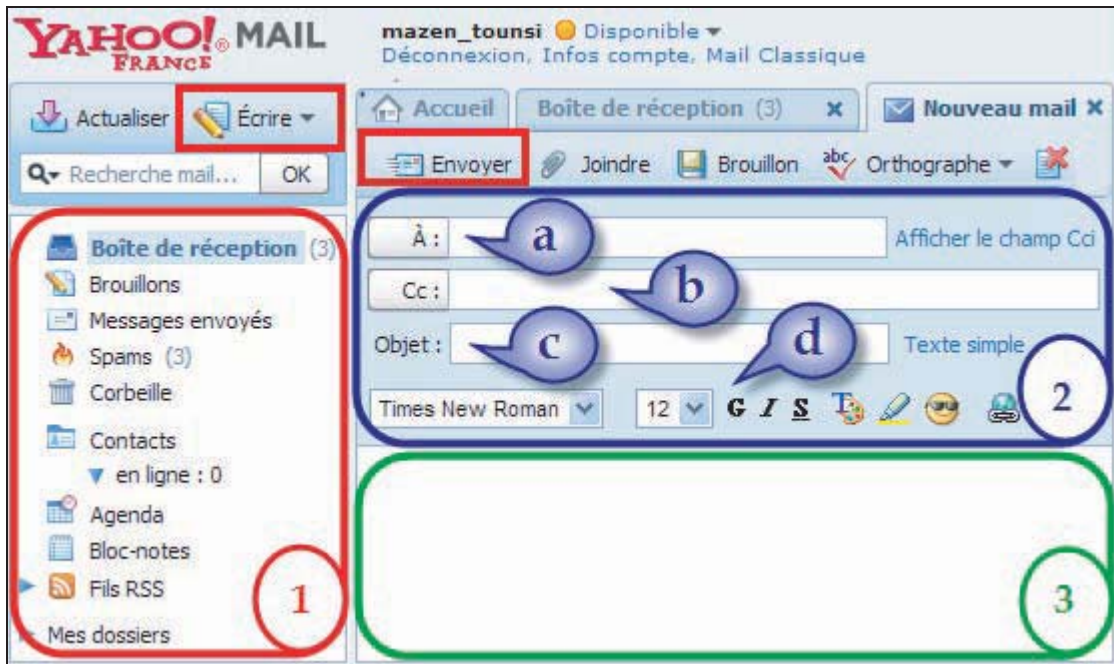 YAHOO!® MAIL
FRANCE
mazen_tounsi Disponible
Déconnexion, Infos compte, Mail Classique
Actualiser Écrire
Recherche mail... OK
Accueil Boîte de réception (3) x Nouveau mail x
Envoyer Joindre Brouillon abc Orthographe
Boîte de réception (3)
Brouillons
Messages envoyés
Spams (3)
Corbeille
Contacts
en ligne : 0
Agenda
Bloc-notes
Fils RSS
Mes dossiers
1
À : a Afficher le champ Cci
Cc : b
Objet : c d Texte simple
Times New Roman 12 G I S T 2
3